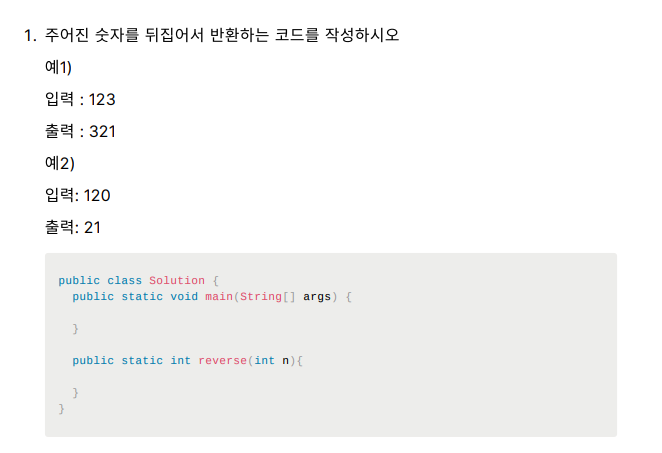 1. 주어진 숫자를 뒤집어서 반환하는 코드를 작성하시오
예1)
입력 : 123
출력 : 321
예2)
입력: 120
출력: 21
public class Solution {
  public static void main(String[] args) {
  }
  public static int reverse(int n){
  }
}